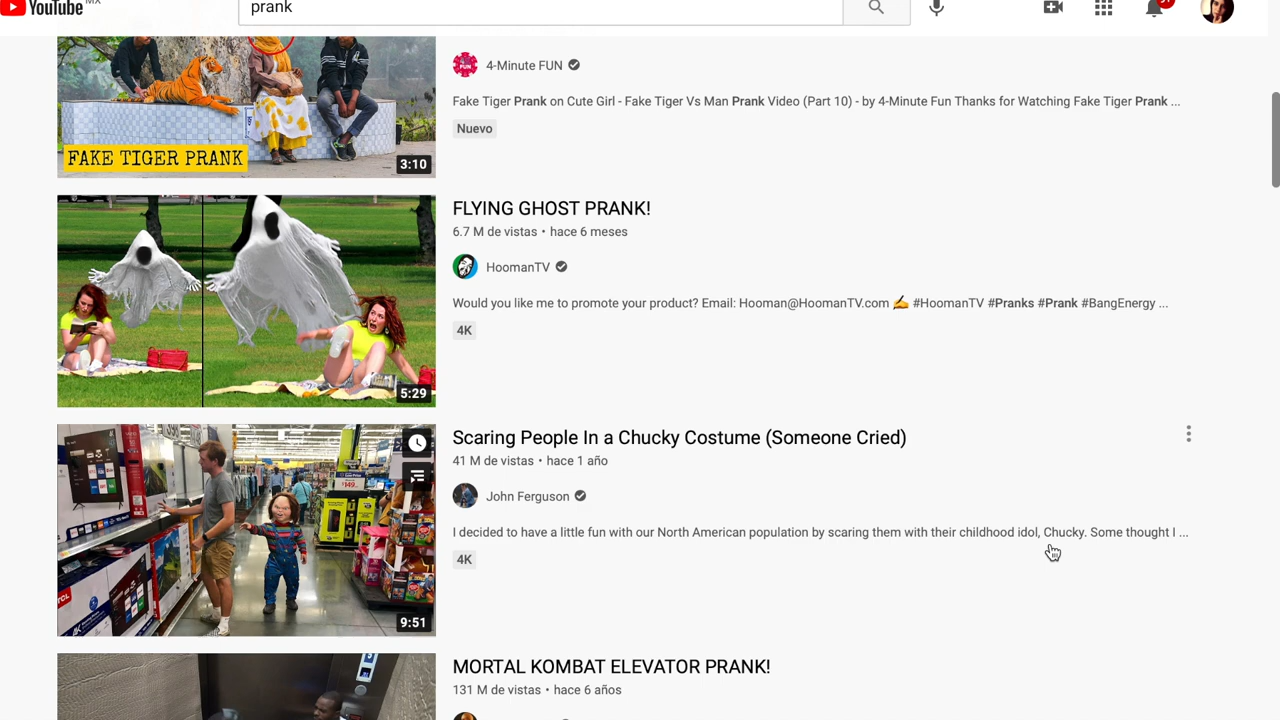 YouTube MX
prank
4-Minute FUN
Fake Tiger Prank on Cute Girl - Fake Tiger Vs Man Prank Video (Part 10) - by 4-Minute Fun Thanks for Watching Fake Tiger Prank ...
Nuevo
FAKE TIGER PRANK
3:10
FLYING GHOST PRANK!
6.7 M de vistas • hace 6 meses
HoomanTV
Would you like me to promote your product? Email: Hooman@HoomanTV.com ✍️ #HoomanTV #Pranks #Prank #BangEnergy ...
4K
5:29
Scaring People In a Chucky Costume (Someone Cried)
41 M de vistas • hace 1 año
John Ferguson
I decided to have a little fun with our North American population by scaring them with their childhood idol, Chucky. Some thought I ...
4K
9:51
MORTAL KOMBAT ELEVATOR PRANK!
131 M de vistas • hace 6 años